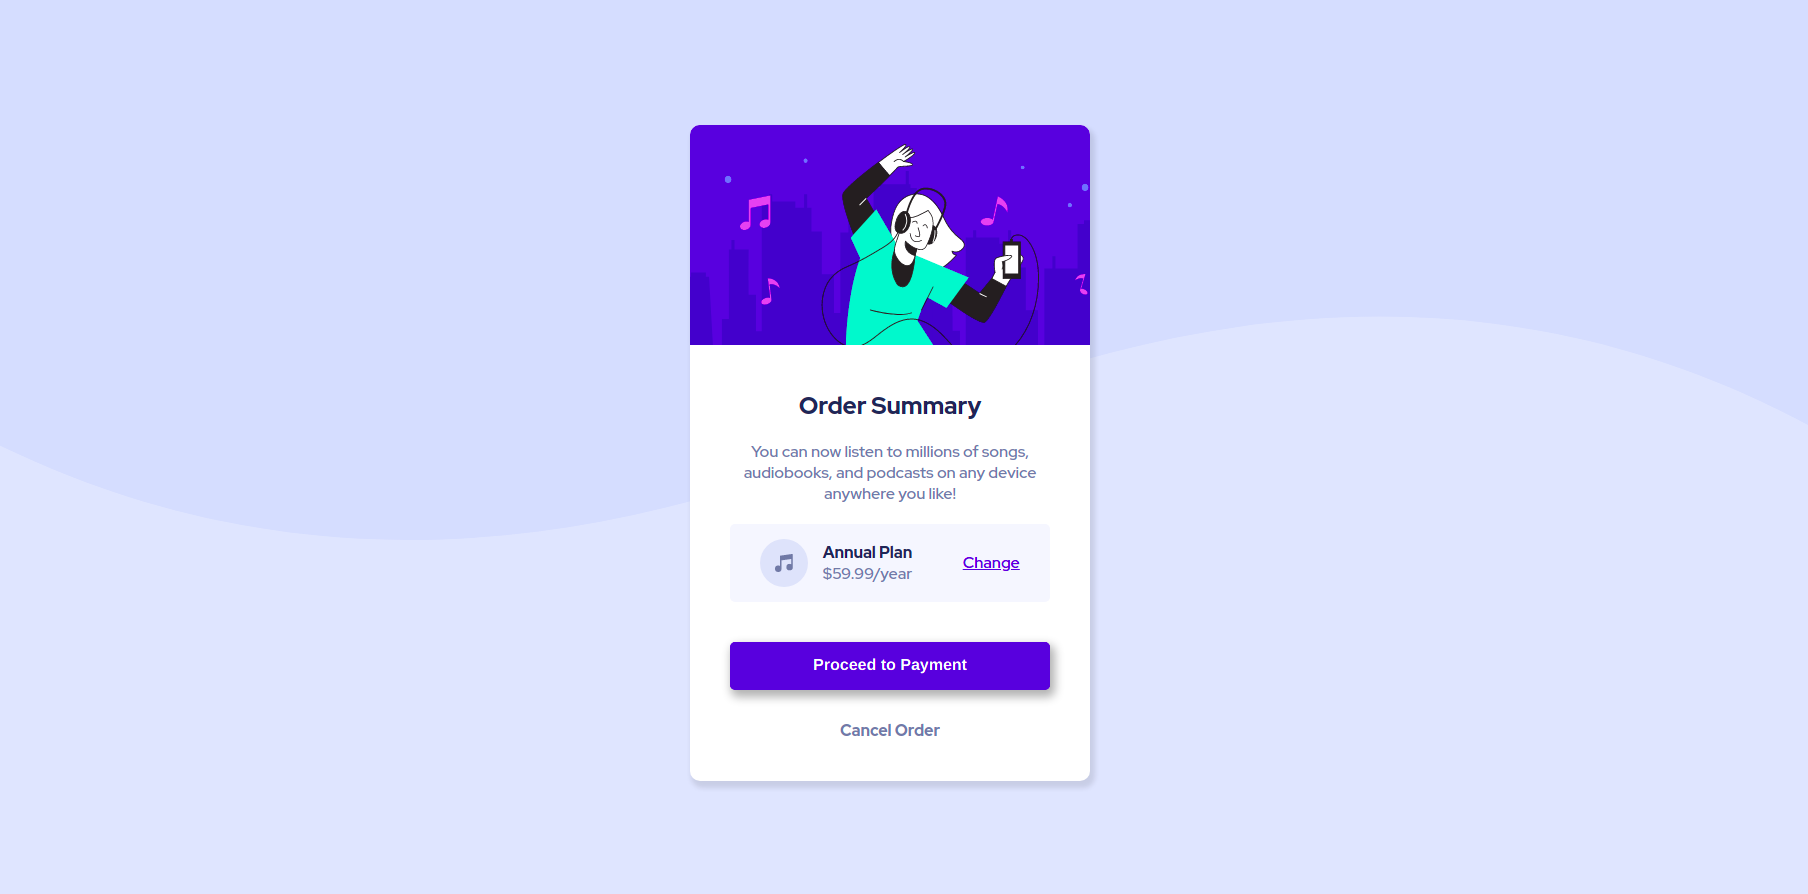 Order Summary
You can now listen to millions of songs,
audiobooks, and podcasts on any device
anywhere you like!
Annual Plan
$59.99/year
Change
Proceed to Payment
Cancel Order